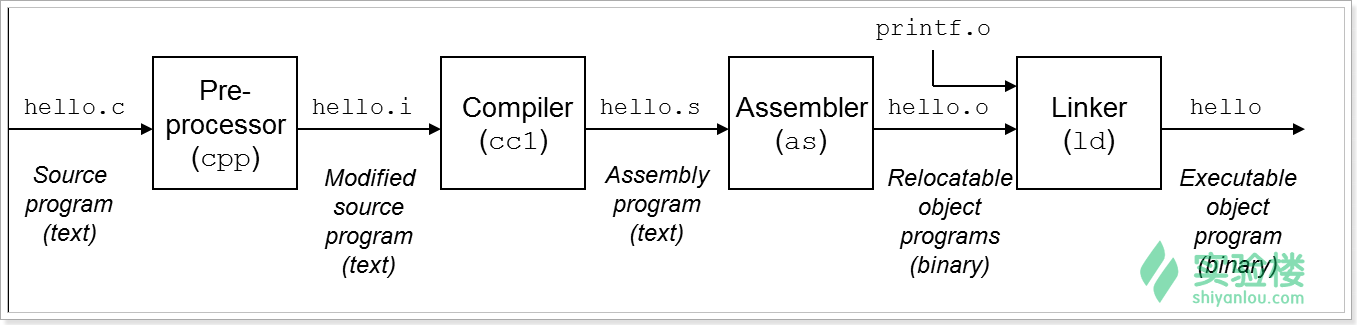 printf.o
hello.c
Pre-
processor
(cpp)
hello.i
Compiler
(cc1)
hello.s
Assembler
(as)
hello.o
Linker
(ld)
hello
Source
program
(text)
Modified
source
program
(text)
Assembly
program
(text)
Relocatable
object
programs
(binary)
Executable
object
program
(binary)
实验楼
shiyanlou.com